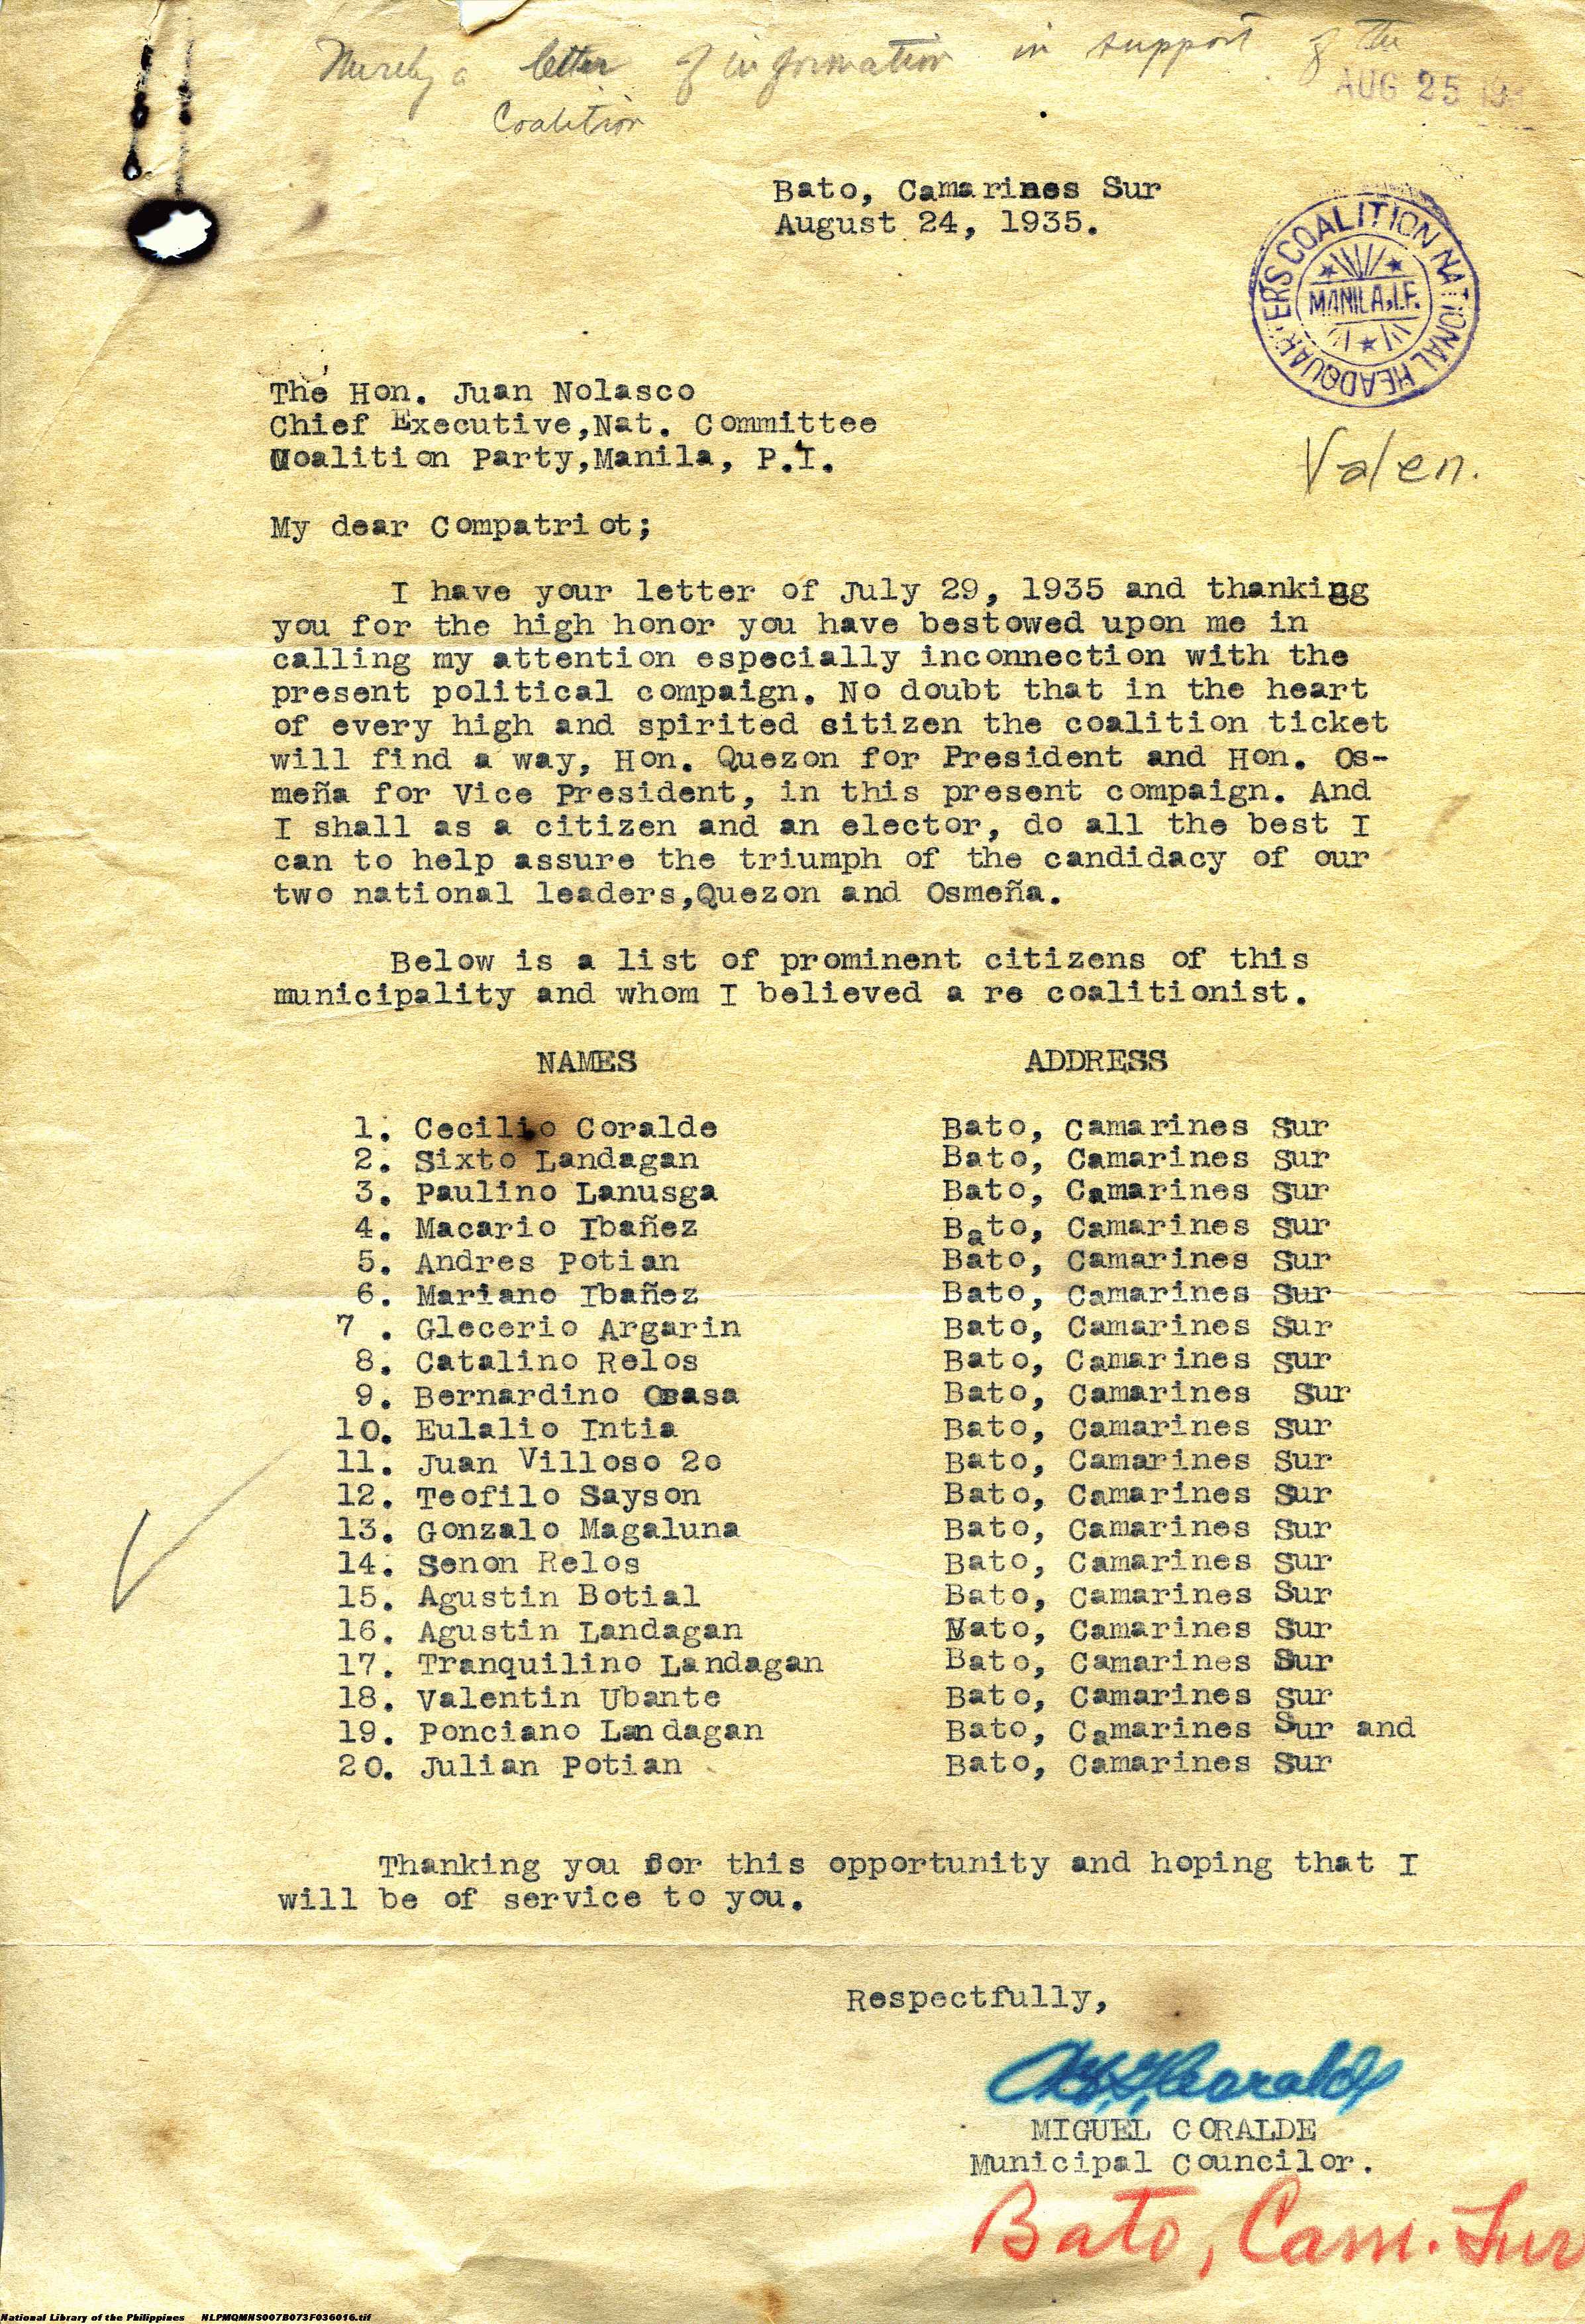 Merely a letter of information in support of the
Coalition
AUG 25 19
Bato, Camarines Sur
August 24, 1935.
COALITION NATIONAL HEADQUARTERS
MANILA, I.F.
Valen.
The Hon. Juan Nolasco
Chief Executive,Nat. Committee
Coalition Party,Manila, P.I.
My dear Compatriot;
I have your letter of July 29, 1935 and thanking
you for the high honor you have bestowed upon me in
calling my attention especially inconnection with the
present political compaign. No doubt that in the heart
of every high and spirited citizen the coalition ticket
will find a way, Hon. Quezon for President and Hon. Os-
meña for Vice President, in this present compaign. And
I shall as a citizen and an elector, do all the best I
can to help assure the triumph of the candidacy of our
two national leaders,Quezon and Osmeña.
Below is a list of prominent citizens of this
municipality and whom I believed a re coalitionist.
NAMES ADDRESS
1. Cecilio Coralde Bato, Camarines Sur
2. Sixto Landagan Bato, Camarines Sur
3. Paulino Lanusga Bato, Camarines Sur
4. Macario Ibañez Bato, Camarines Sur
5. Andres Potian Bato, Camarines Sur
6. Mariano Ibañez Bato, Camarines Sur
7 . Glecerio Argarin Bato, Camarines Sur
8. Catalino Relos Bato, Camarines Sur
9. Bernardino Bato, Camarines Sur
10. Eulalio Intia Bato, Camarines Sur
11. Juan Villoso 2o Bato, Camarines Sur
12. Teofilo Sayson Bato, Camarines Sur
13. Gonzalo Magaluna Bato, Camarines Sur
14. Senon Relos Bato, Camarines Sur
15. Agustin Botial Bato, Camarines Sur
16. Agustin Landagan Bato, Camarines Sur
17. Tranquilino Landagan Bato, Camarines Sur
18. Valentin Ubante Bato, Camarines Sur
19. Ponciano Landagan Bato, Camarines Sur and
20. Julian Potian Bato, Camarines Sur
Thanking you for this opportunity and hoping that I
will be of service to you.
Respectfully,
MIGUEL CORALDE
Municipal Councilor.
Bato, Cam. Sur
National Library of the Philippines NLPMQMNS007B073F036016.tif